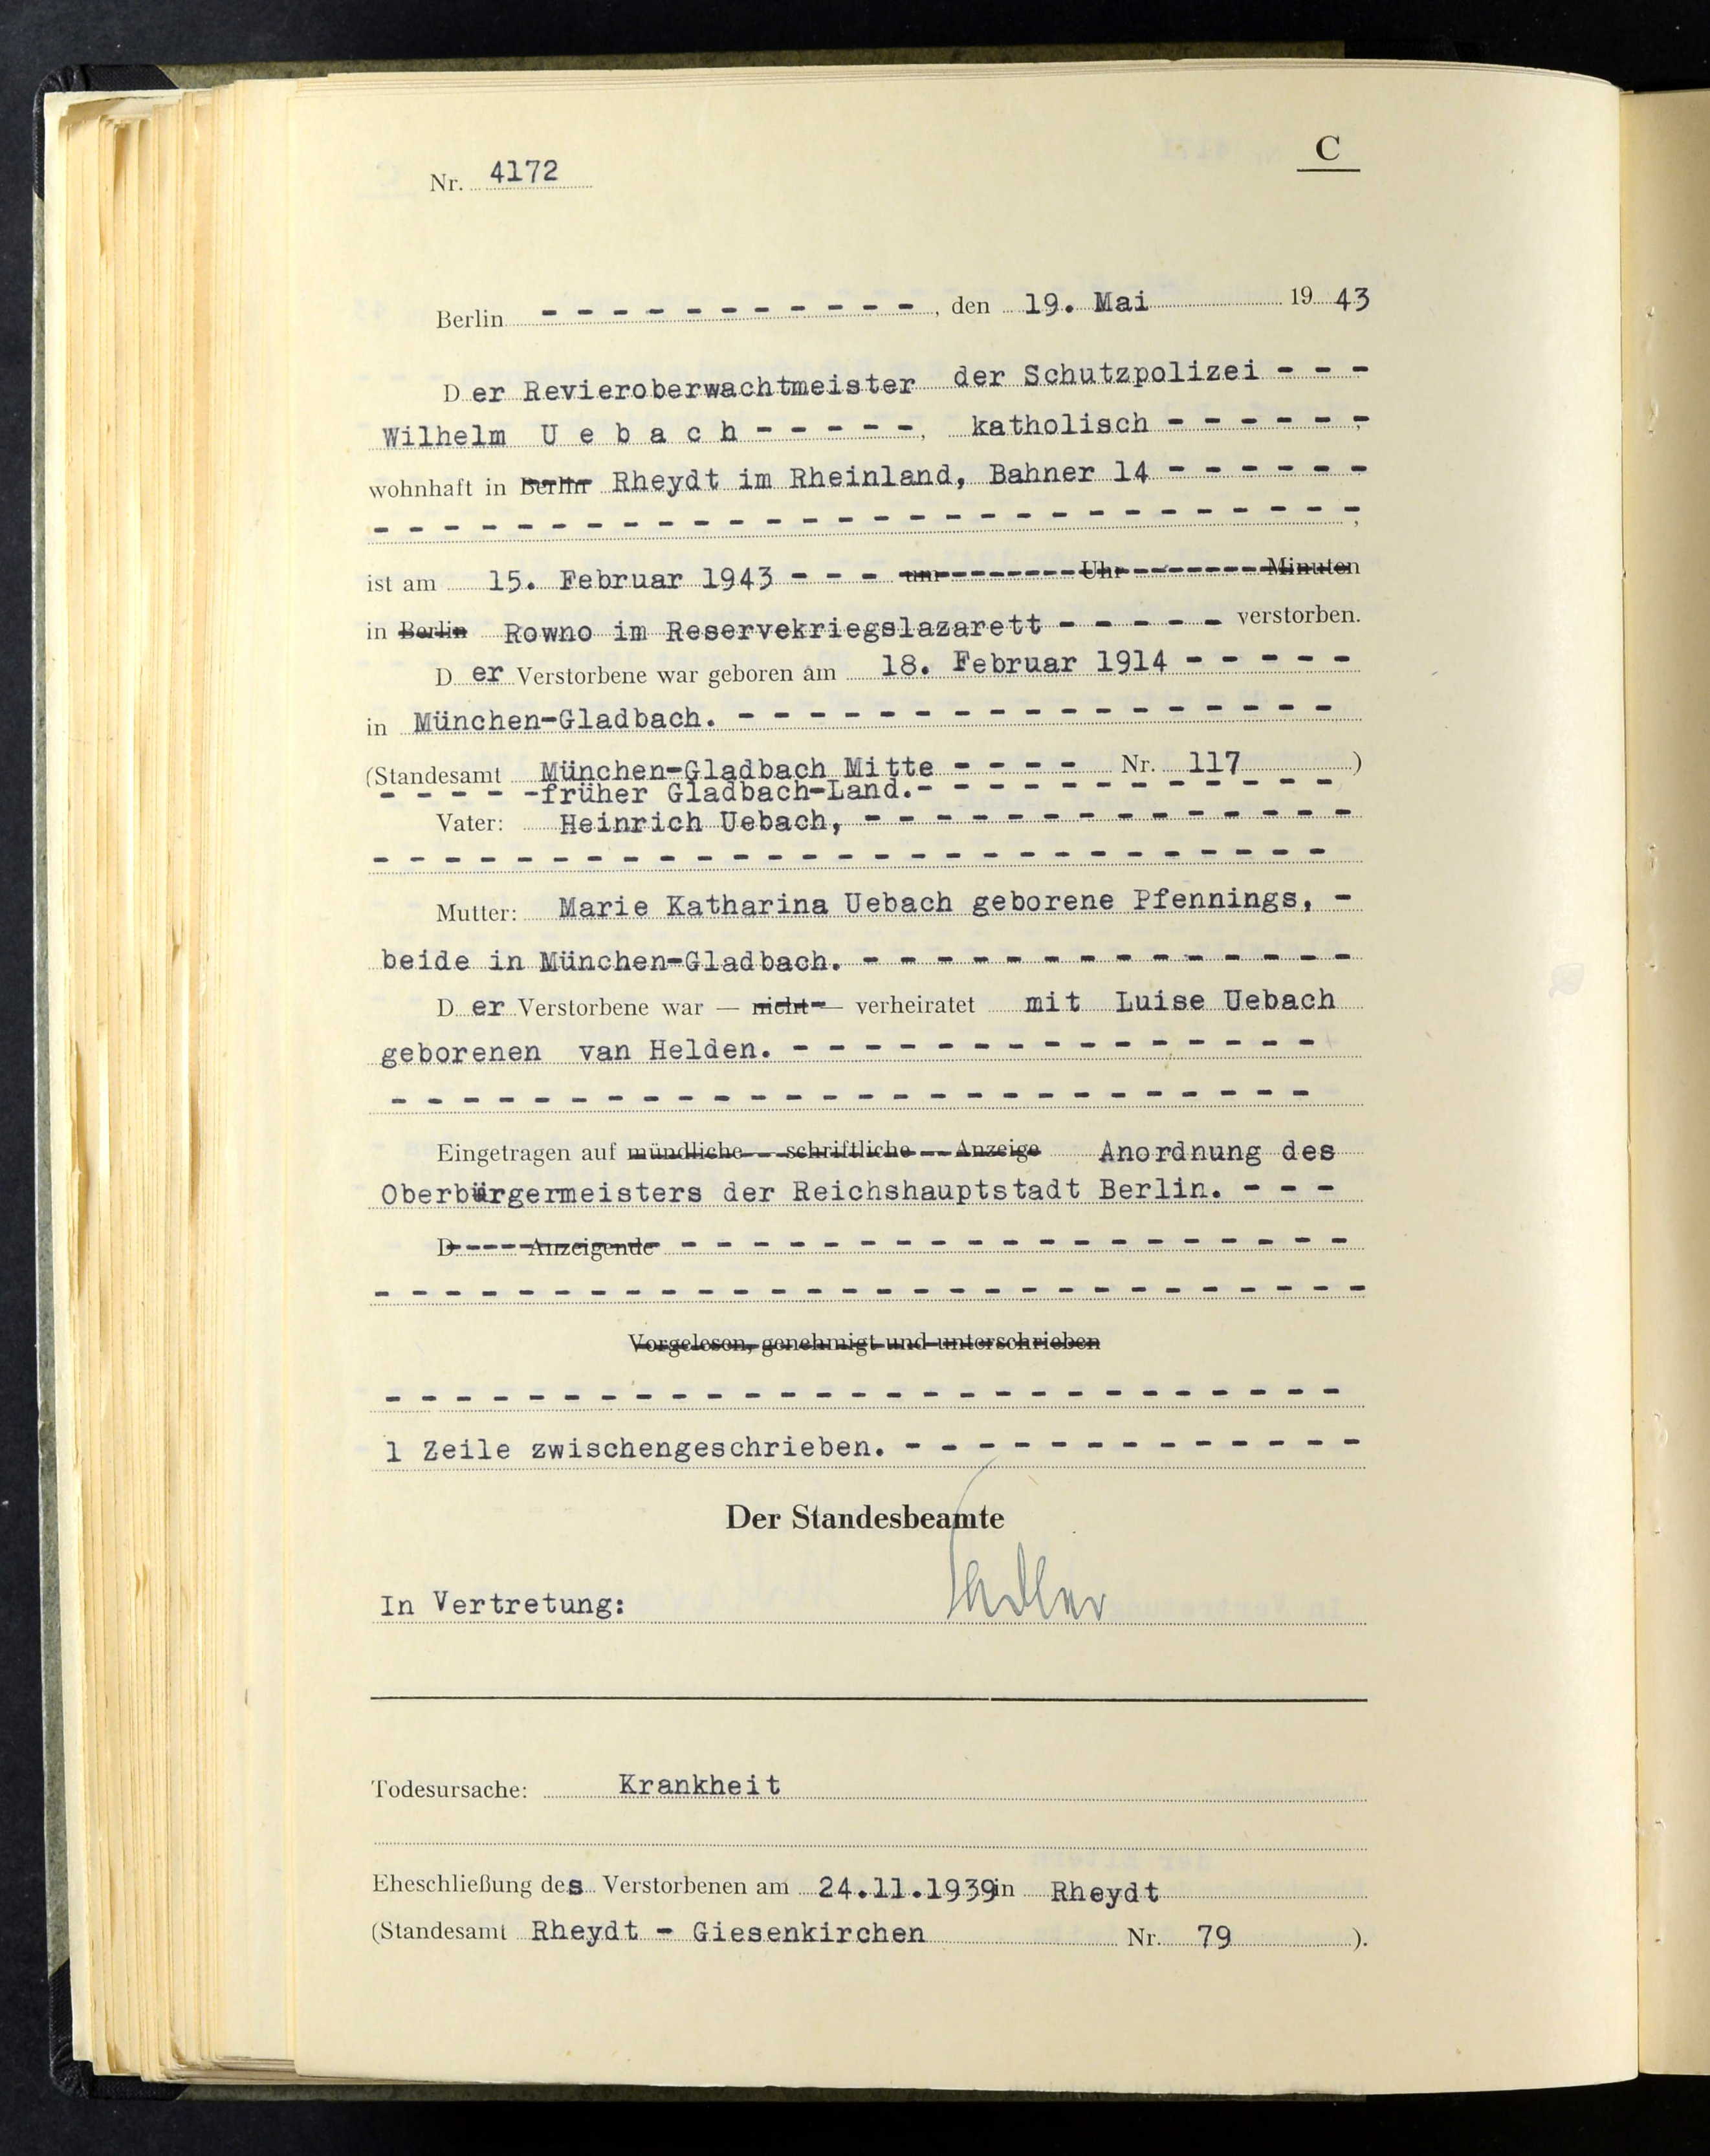 C
Nr. 4172
Berlin - - - - - - - - - - -, den 19. Mai 19 43
Der Revieroberwachtmeister der Schutzpolizei - - -
Wilhelm U e b a c h - - - - -, katholisch - - - - - -,
wohnhaft in Berlin Rheydt im Rheinland, Bahner 14 - - - - - -
- - - - - - - - - - - - - - - - - - - - - - - - - - - -,
ist am 15. Februar 1943 - - - um - - - - - - - Uhr - - - - - - - Minuten
in Berlin Rowno im Reservekriegslazarett - - - - - verstorben.
Der Verstorbene war geboren am 18. Februar 1914 - - - - -
in München-Gladbach. - - - - - - - - - - - - - - - - -
(Standesamt München-Gladbach Mitte - - - - Nr. 117 )
- - - - -früher Gladbach-Land.- - - - - - - - - - - -
Vater: Heinrich Uebach, - - - - - - - - - - - - - -
- - - - - - - - - - - - - - - - - - - - - - - - - - -
Mutter: Marie Katharina Uebach geborene Pfennings, -
beide in München-Gladbach. - - - - - - - - - - - - - -
Der Verstorbene war — nicht — verheiratet mit Luise Uebach
geborenen van Helden. - - - - - - - - - - - - - - -
- - - - - - - - - - - - - - - - - - - - - - - - - -
Eingetragen auf mündliche — schriftliche — Anzeige Anordnung des
Oberbürgermeisters der Reichshauptstadt Berlin. - - -
D - - - - Anzeigende - - - - - - - - - - - - - - - - - - -
- - - - - - - - - - - - - - - - - - - - - - - - - - - -
Vorgelesen, genehmigt und unterschrieben
- - - - - - - - - - - - - - - - - - - - - - - - - - -
1 Zeile zwischengeschrieben. - - - - - - - - - - - - -
Der Standesbeamte
In Vertretung:
Todesursache: Krankheit
Eheschließung des Verstorbenen am 24.11.1939 in Rheydt
(Standesamt Rheydt - Giesenkirchen Nr. 79 ).